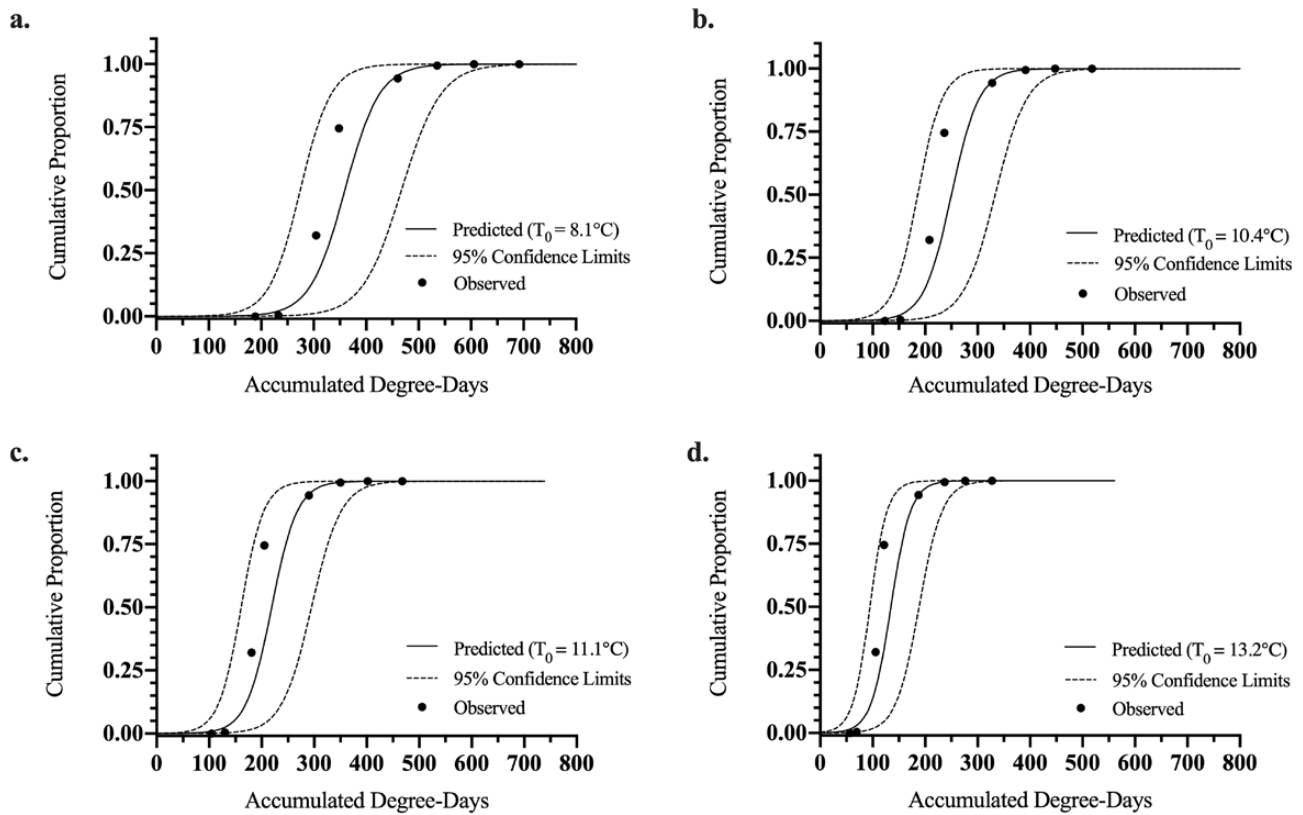 a.
1.00
0.75
0.50
0.25
0.00
Cumulative Proportion
Predicted (T₀ = 8.1°C)
95% Confidence Limits
Observed
0 100 200 300 400 500 600 700 800
Accumulated Degree-Days
b.
1.00
0.75
0.50
0.25
0.00
Cumulative Proportion
Predicted (T₀ = 10.4°C)
95% Confidence Limits
Observed
0 100 200 300 400 500 600 700 800
Accumulated Degree-Days
c.
1.00
0.75
0.50
0.25
0.00
Cumulative Proportion
Predicted (T₀ = 11.1°C)
95% Confidence Limits
Observed
0 100 200 300 400 500 600 700 800
Accumulated Degree-Days
d.
1.00
0.75
0.50
0.25
0.00
Cumulative Proportion
Predicted (T₀ = 13.2°C)
95% Confidence Limits
Observed
0 100 200 300 400 500 600 700 800
Accumulated Degree-Days